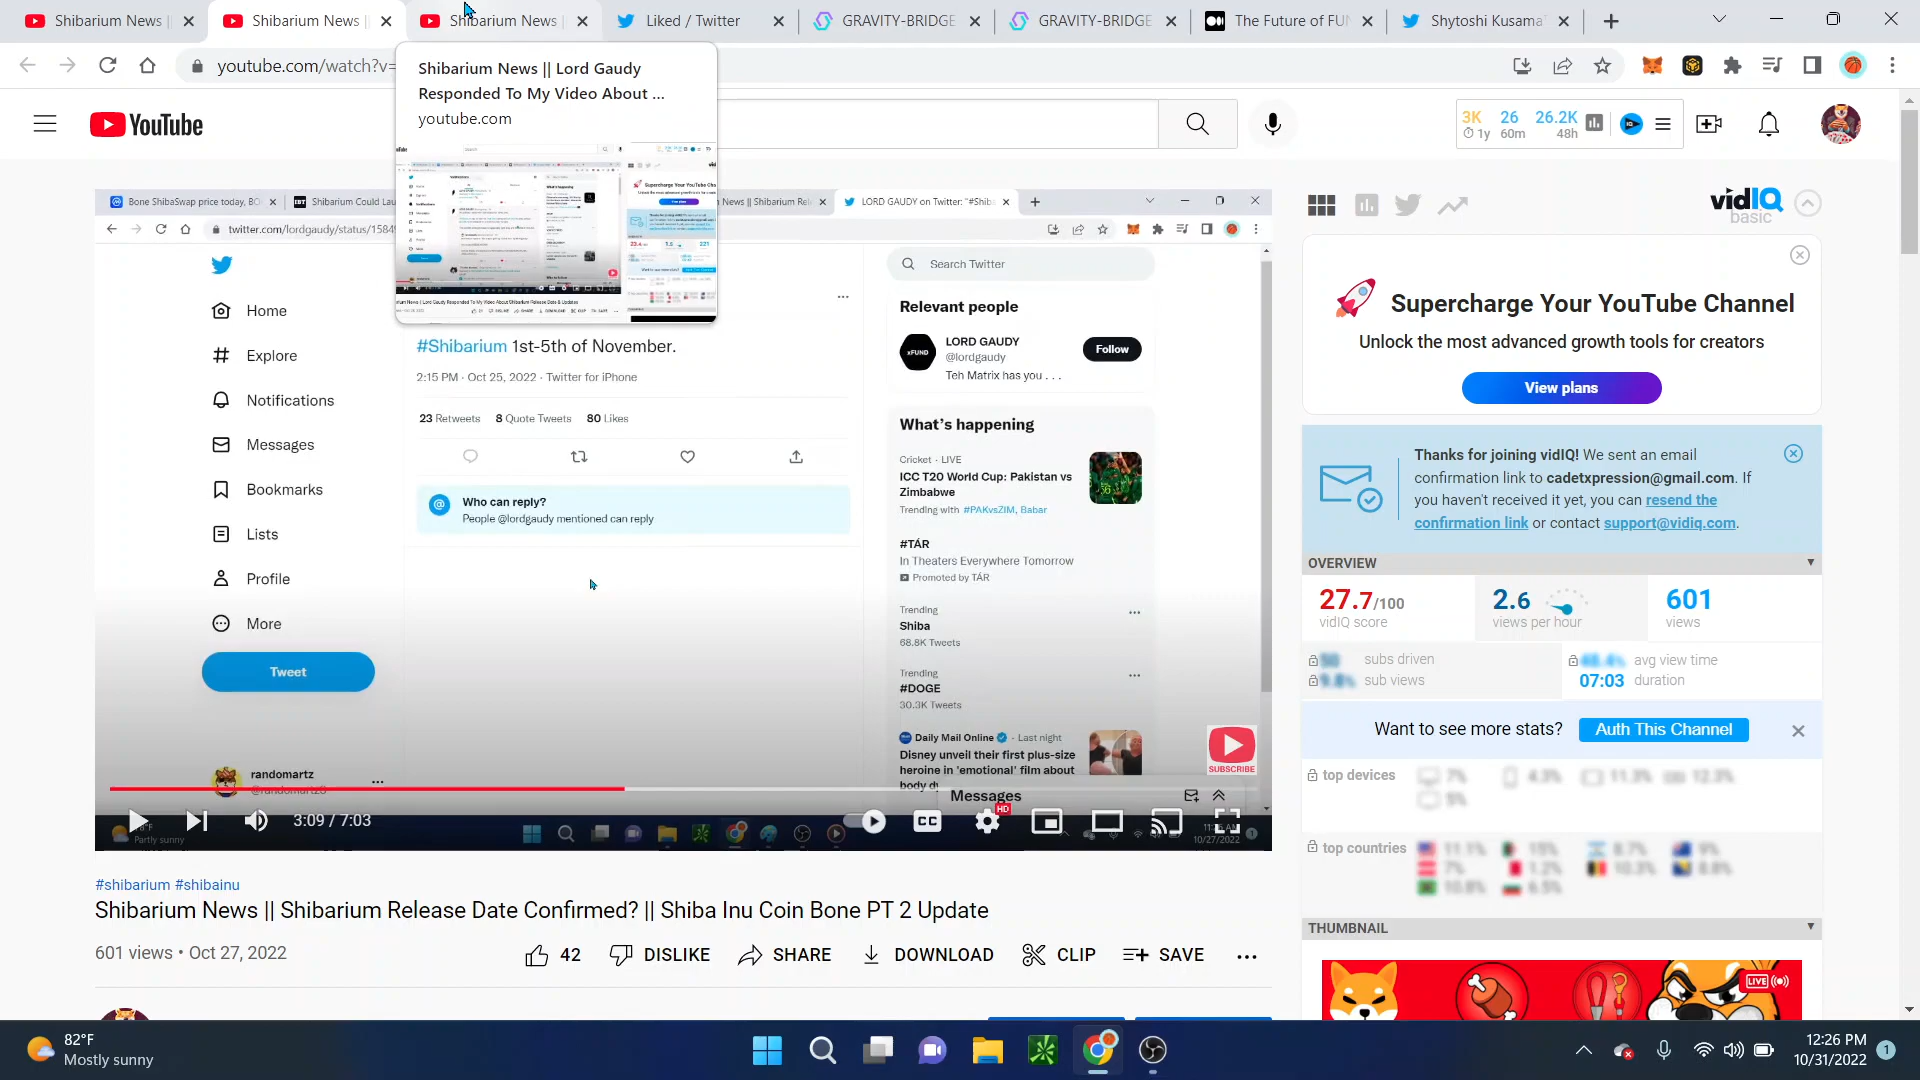 Shibarium News ||
Shibarium News ||
Shibarium News
Liked / Twitter
GRAVITY-BRIDGE
GRAVITY-BRIDGE
The Future of FUN
Shytoshi Kusama
youtube.com/watch?v=
Shibarium News || Lord Gaudy
Responded To My Video About ...
youtube.com
YouTube
3K 26 26.2K
1y 60m 48h
Bone ShibaSwap price today, BO
Shibarium Could Lau
News || Shibarium Rel
LORD GAUDY on Twitter: "#Shiba
twitter.com/lordgaudy/status/1584
Home
Explore
Notifications
Messages
Bookmarks
Lists
Profile
More
Tweet
randomartz
#Shibarium 1st-5th of November.
2:15 PM · Oct 25, 2022 · Twitter for iPhone
23 Retweets 8 Quote Tweets 80 Likes
Who can reply?
People @lordgaudy mentioned can reply
Search Twitter
Relevant people
LORD GAUDY
@lordgaudy
Follow
Teh Matrix has you . . .
What's happening
Cricket · LIVE
ICC T20 World Cup: Pakistan vs
Zimbabwe
Trending with #PAKvsZIM, Babar
#TÁR
In Theaters Everywhere Tomorrow
Promoted by TÁR
Trending
Shiba
68.8K Tweets
Trending
#DOGE
30.3K Tweets
Daily Mail Online · Last night
Disney unveil their first plus-size
heroine in 'emotional' film about
Messages
SUBSCRIBE
3:09 / 7:03
CC
HD
Partly sunny
10/27/2022
#shibarium #shibainu
Shibarium News || Shibarium Release Date Confirmed? || Shiba Inu Coin Bone PT 2 Update
601 views • Oct 27, 2022
42 DISLIKE SHARE DOWNLOAD CLIP SAVE
vidIQ
basic
Supercharge Your YouTube Channel
Unlock the most advanced growth tools for creators
View plans
Thanks for joining vidIQ! We sent an email
confirmation link to cadetxpression@gmail.com. If
you haven't received it yet, you can resend the
confirmation link or contact support@vidiq.com.
OVERVIEW
27.7/100
vidIQ score
2.6
views per hour
601
views
subs driven
sub views
avg view time
07:03 duration
Want to see more stats? Auth This Channel
top devices
top countries
THUMBNAIL
LIVE
82°F
Mostly sunny
12:26 PM
10/31/2022
1